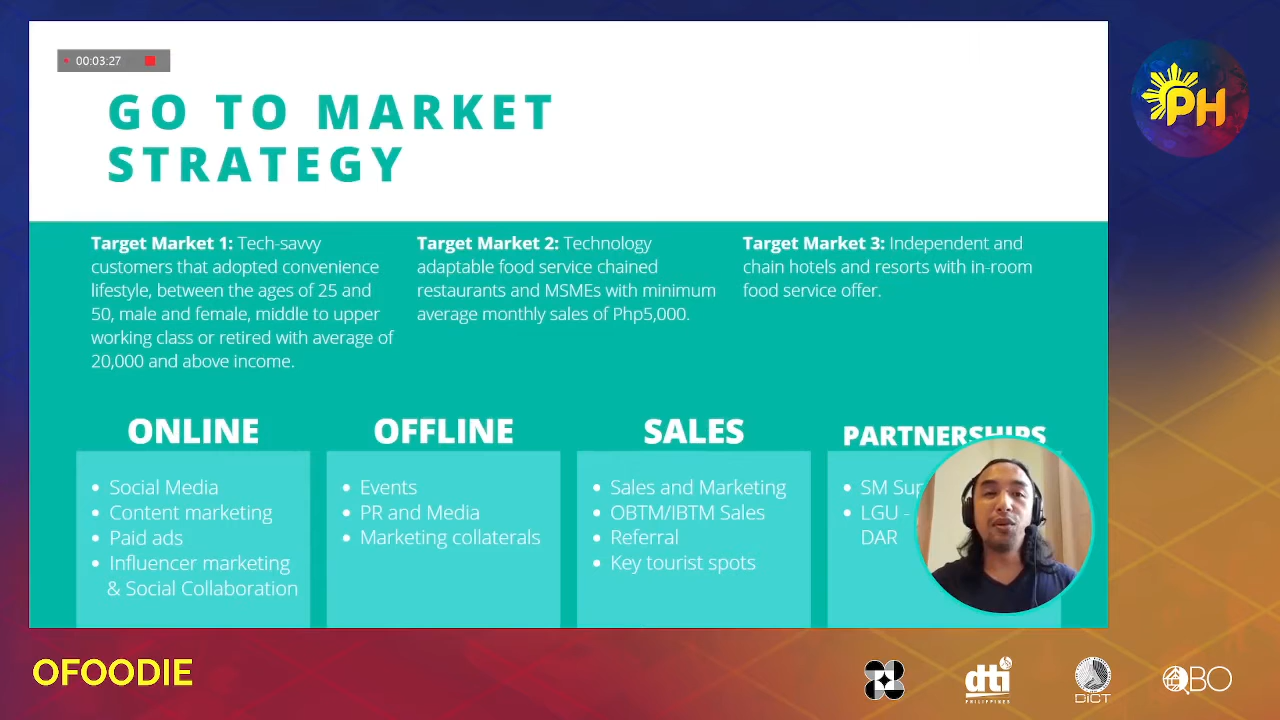 00:03:27
PH
GO TO MARKET
STRATEGY
Target Market 1: Tech-savvy
customers that adopted convenience
lifestyle, between the ages of 25 and
50, male and female, middle to upper
working class or retired with average of
20,000 and above income.
Target Market 2: Technology
adaptable food service chained
restaurants and MSMEs with minimum
average monthly sales of Php5,000.
Target Market 3: Independent and
chain hotels and resorts with in-room
food service offer.
ONLINE
• Social Media
• Content marketing
• Paid ads
• Influencer marketing
& Social Collaboration
OFFLINE
• Events
• PR and Media
• Marketing collaterals
SALES
• Sales and Marketing
• OBTM/IBTM Sales
• Referral
• Key tourist spots
PARTNERSHIPS
• SM
• LGU -
DAR
OFOODIE
dti
PHILIPPINES
DICT
QBO